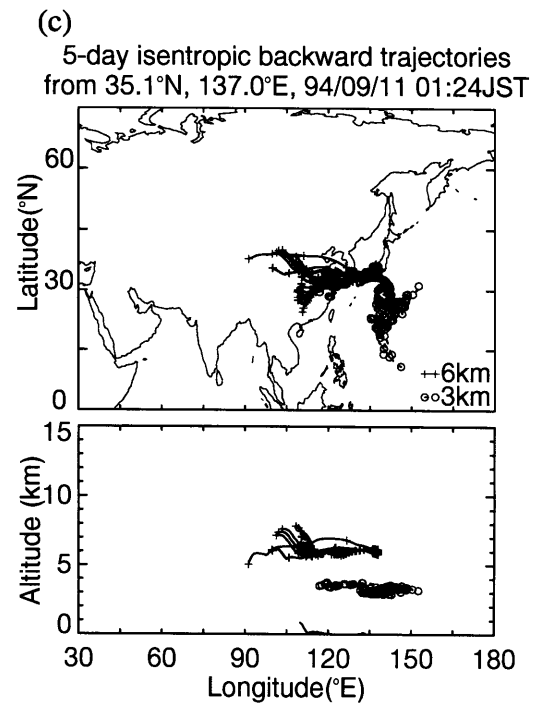 (c)
5-day isentropic backward trajectories
from 35.1°N, 137.0°E, 94/09/11 01:24JST
60
30
0
Latitude(°N)
6km
3km
15
10
5
0
Altitude (km)
30 60 90 120 150 180
Longitude(°E)